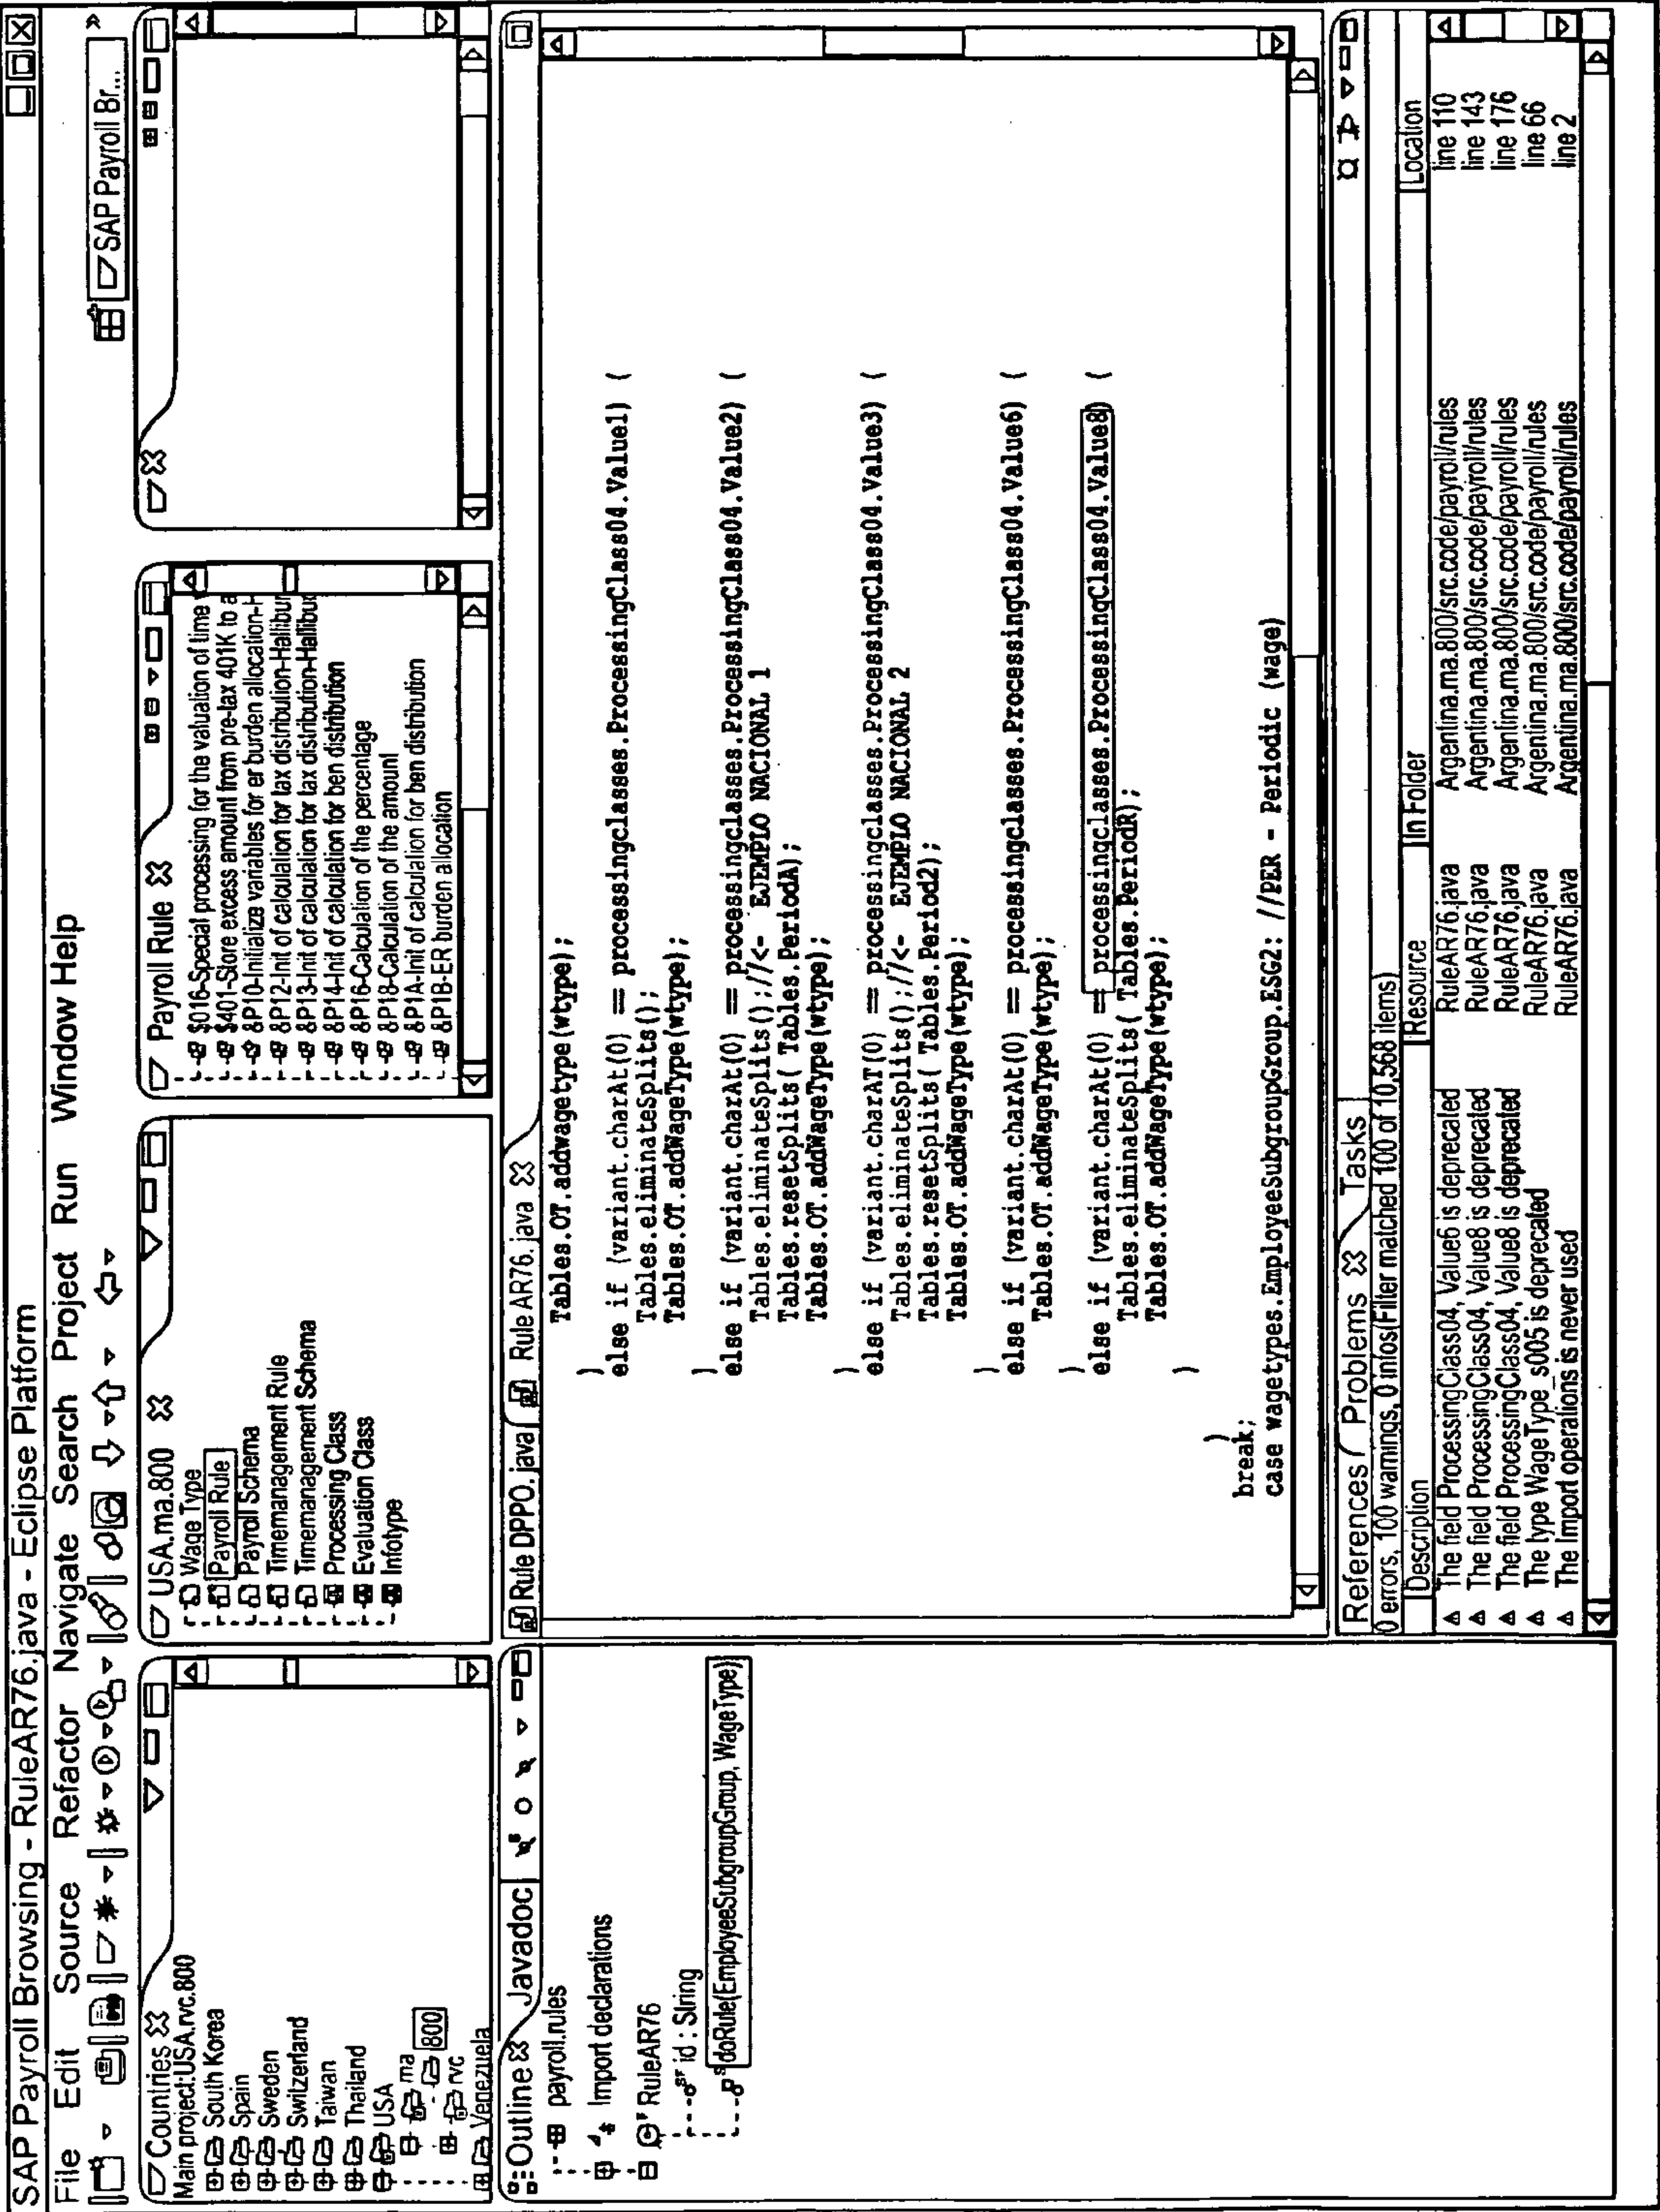 SAP Payroll Browsing - RuleAR76.java - Eclipse Platform
File Edit Source Refactor Navigate Search Project Run Window Help
SAP Payroll Br...
Countries
Main project:USA.rvc.800
South Korea
Spain
Sweden
Switzerland
Taiwan
Thailand
USA
ma
800
rvc
Venezuela
USA.ma.800
Wage Type
Payroll Rule
Payroll Schema
Timemanagement Rule
Timemanagement Schema
Processing Class
Evaluation Class
Infotype
Payroll Rule
$016-Special processing for the valuation of time
$401-Store excess amount from pre-tax 401K to a
&P10-Initialize variables for er burden allocation-H
&P12-Init of calculation for tax distribution-Hallibur
&P13-Init of calculation for tax distribution-Hallibur
&P14-Init of calculation for ben distribution
&P16-Calculation of the percentage
&P18-Calculation of the amount
&P1A-Init of calculation for ben distribution
&P1B-ER burden allocation
Outline Javadoc
payroll.rules
Import declarations
RuleAR76
id : String
doRule(EmployeeSubgroupGroup, WageType)
Rule DPPO.java Rule AR76.java
Tables.OT.addwagetype(wtype);
)
else if (variant.charAt(0) == processingclasses.ProcessingClass04.Value1) (
Tables.eliminateSplits();
Tables.OT.addWageType(wtype);
)
else if (variant.charAt(0) == processingclasses.ProcessingClass04.Value2) (
Tables.eliminateSplits();//<- EJEMPLO NACIONAL 1
Tables.resetSplits( Tables.PeriodA);
Tables.OT.addWageType(wtype);
)
else if (variant.charAT(0) == processingclasses.ProcessingClass04.Value3) (
Tables.eliminateSplits();//<- EJEMPLO NACIONAL 2
Tables.resetSplits( Tables.Period2);
Tables.OT.addWageType(wtype);
)
else if (variant.charAt(0) == processingclasses.ProcessingClass04.Value6) (
Tables.OT.addWageType(wtype);
)
else if (variant.charAt(0) == processingclasses.ProcessingClass04.Value8) (
Tables.eliminateSplits( Tables.PeriodR);
Tables.OT.addWageType(wtype);
)
)
break;
case wagetypes.EmployeeSubgroupGroup.ESG2: //PER - Periodic (wage)
References Problems Tasks
0 errors, 100 warnings, 0 infos(Filter matched 100 of 10,568 items)
Description Resource In Folder Location
The field ProcessingClass04, Value6 is deprecated RuleAR76.java Argentina.ma.800/src.code/payroll/rules line 110
The field ProcessingClass04, Value8 is deprecated RuleAR76.java Argentina.ma.800/src.code/payroll/rules line 143
The field ProcessingClass04, Value8 is deprecated RuleAR76.java Argentina.ma.800/src.code/payroll/rules line 176
The type WageType_s005 is deprecated RuleAR76.java Argentina.ma.800/src.code/payroll/rules line 66
The Import operations is never used RuleAR76.java Argentina.ma.800/src.code/payroll/rules line 2